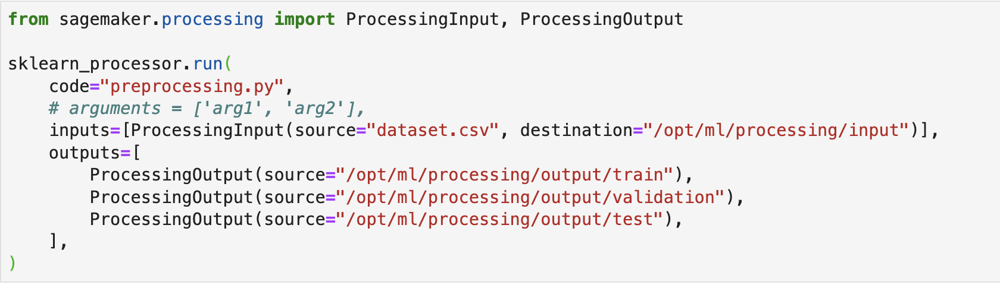 from sagemaker.processing import ProcessingInput, ProcessingOutput

sklearn_processor.run(
    code="preprocessing.py",
    # arguments = ['arg1', 'arg2'],
    inputs=[ProcessingInput(source="dataset.csv", destination="/opt/ml/processing/input")],
    outputs=[
        ProcessingOutput(source="/opt/ml/processing/output/train"),
        ProcessingOutput(source="/opt/ml/processing/output/validation"),
        ProcessingOutput(source="/opt/ml/processing/output/test"),
    ],
)